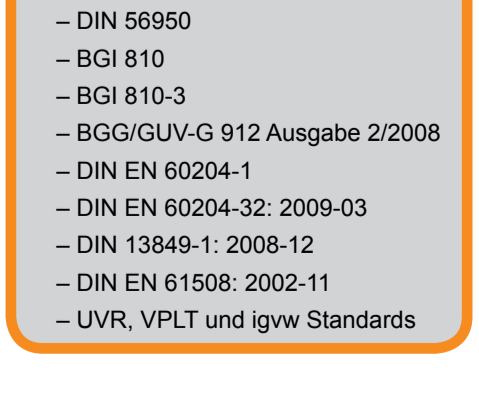 – DIN 56950
– BGI 810
– BGI 810-3
– BGG/GUV-G 912 Ausgabe 2/2008
– DIN EN 60204-1
– DIN EN 60204-32: 2009-03
– DIN 13849-1: 2008-12
– DIN EN 61508: 2002-11
– UVR, VPLT und igvw Standards